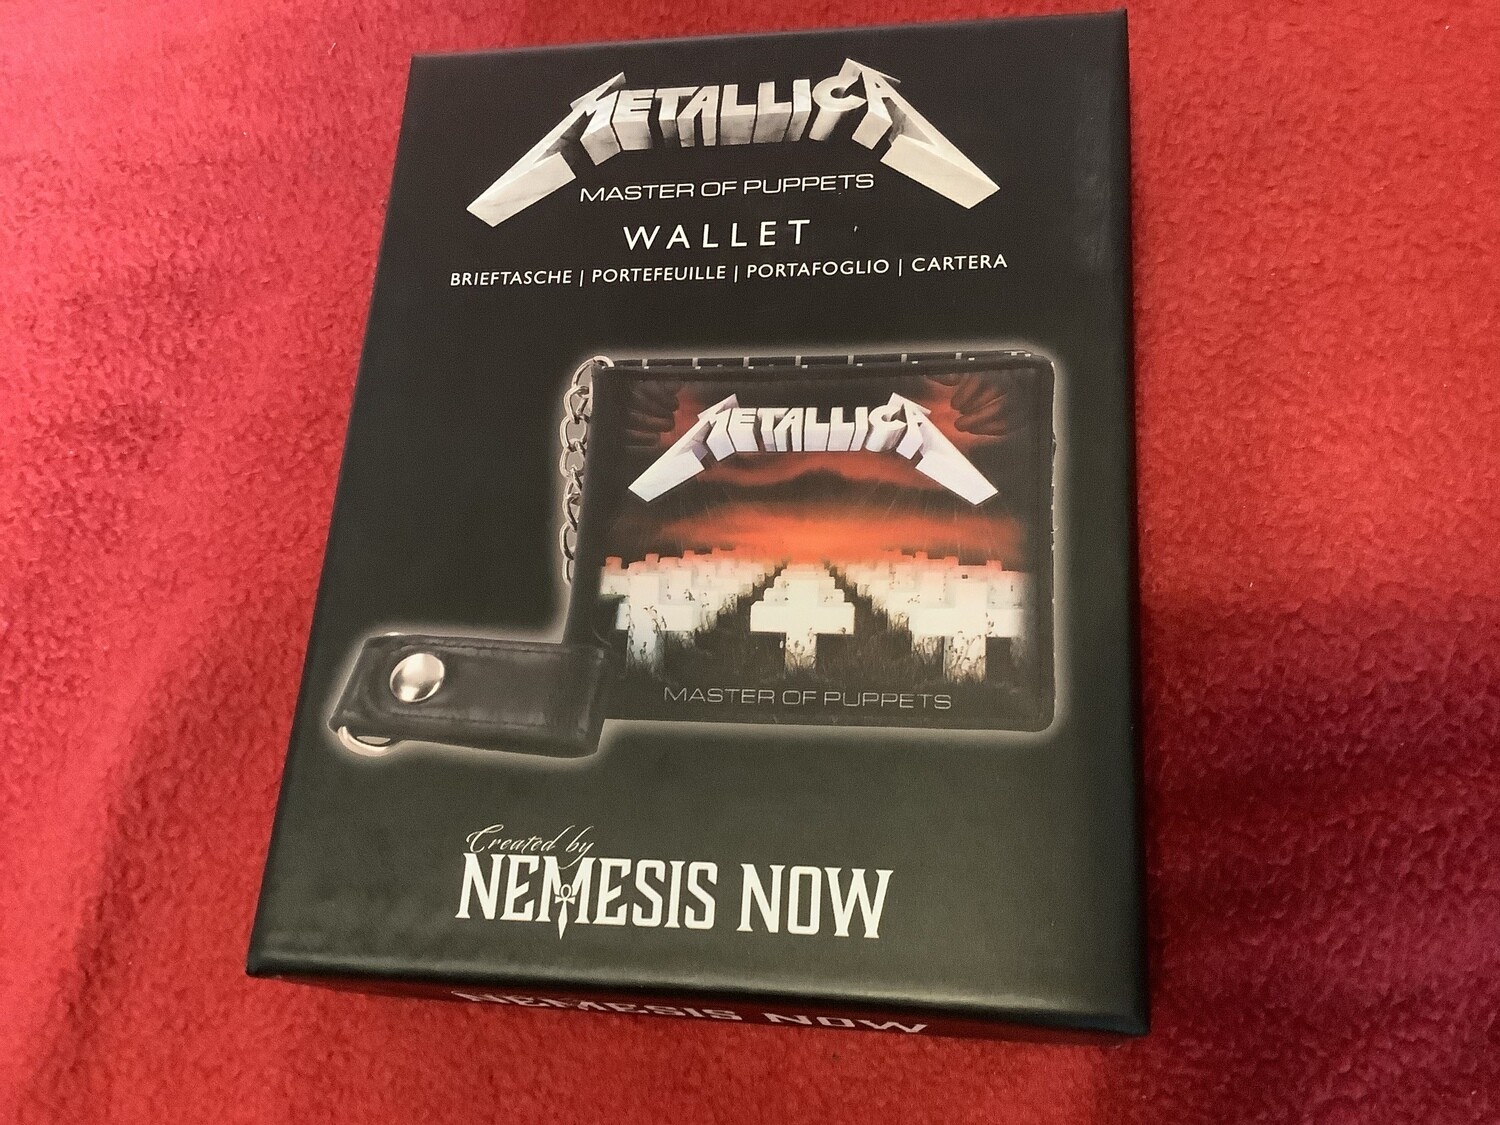 METALLICA
MASTER OF PUPPETS
WALLET
BRIEFTASCHE | PORTEFEUILLE | PORTAFOGLIO | CARTERA
METALLICA
MASTER OF PUPPETS
Created by
NEMESIS NOW
NEMESIS NOW